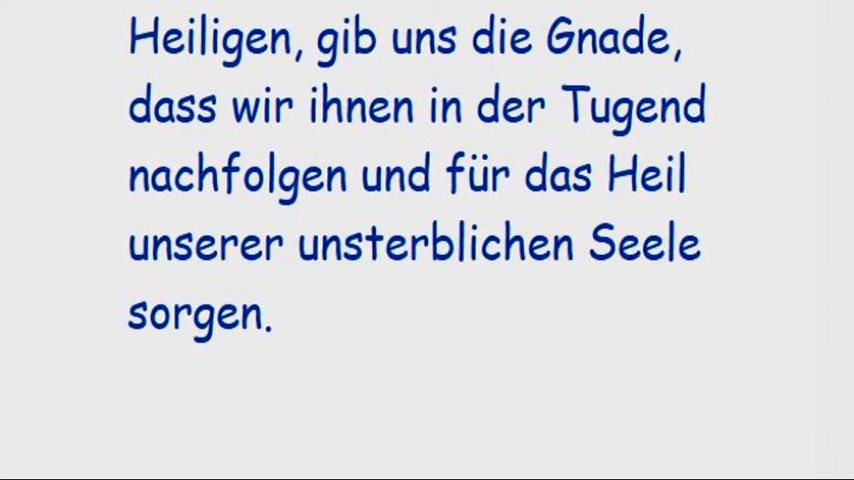 Heiligen, gib uns die Gnade,
dass wir ihnen in der Tugend
nachfolgen und für das Heil
unserer unsterblichen Seele
sorgen.